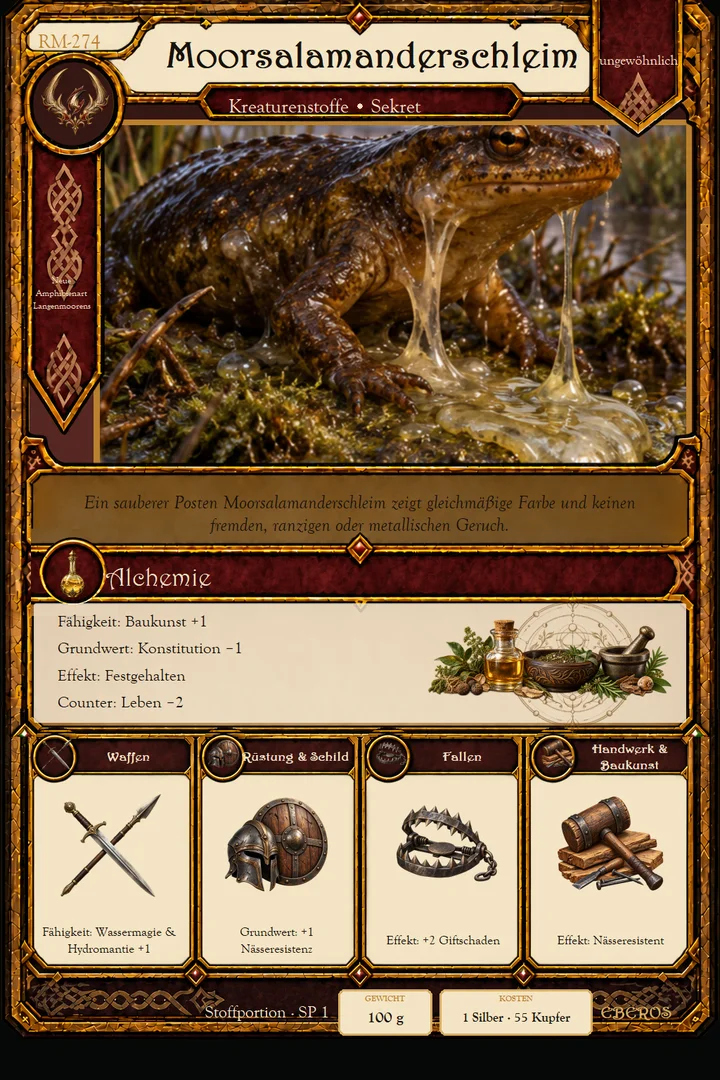 RM-274
Moorsalamanderschleim
ungewöhnlich
Kreaturenstoffe • Sekret
Neue
Amphibienart
Langenmoorens
Ein sauberer Posten Moorsalamanderschleim zeigt gleichmäßige Farbe und keinen
fremden, ranzigen oder metallischen Geruch.
Alchemie
Fähigkeit: Baukunst +1
Grundwert: Konstitution −1
Effekt: Festgehalten
Counter: Leben −2
Waffen
Rüstung & Schild
Fallen
Handwerk &
Baukunst
Fähigkeit: Wassermagie &
Hydromantie +1
Grundwert: +1
Nässeresistenz
Effekt: +2 Giftschaden
Effekt: Nässeresistent
Stoffportion · SP 1
GEWICHT
100 g
KOSTEN
1 Silber · 55 Kupfer
EBEROS